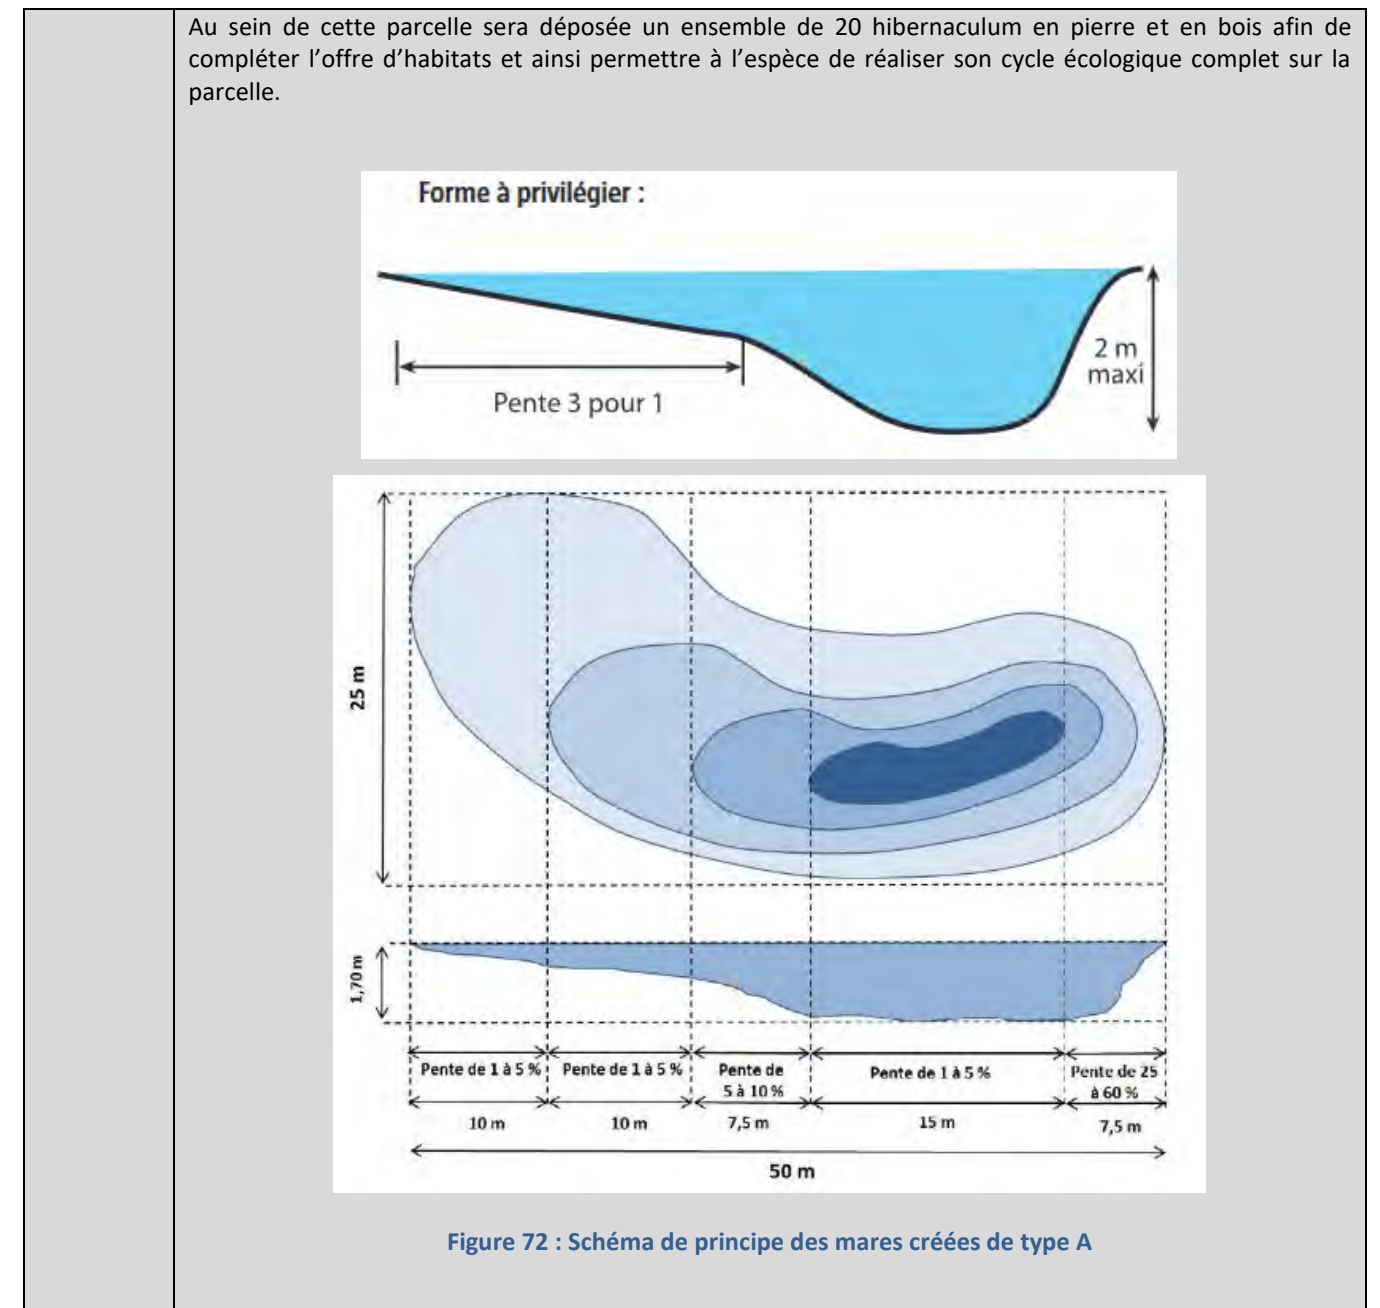 Au sein de cette parcelle sera déposée un ensemble de 20 hibernaculum en pierre et en bois afin de
compléter l’offre d’habitats et ainsi permettre à l’espèce de réaliser son cycle écologique complet sur la
parcelle.
Forme à privilégier :
2 m
maxi
Pente 3 pour 1
25 m
1,70 m
Pente de 1 à 5 %
Pente de 1 à 5 %
Pente de
5 à 10 %
Pente de 1 à 5 %
Pente de 25
à 60 %
10 m
10 m
7,5 m
15 m
7,5 m
50 m
Figure 72 : Schéma de principe des mares créées de type A